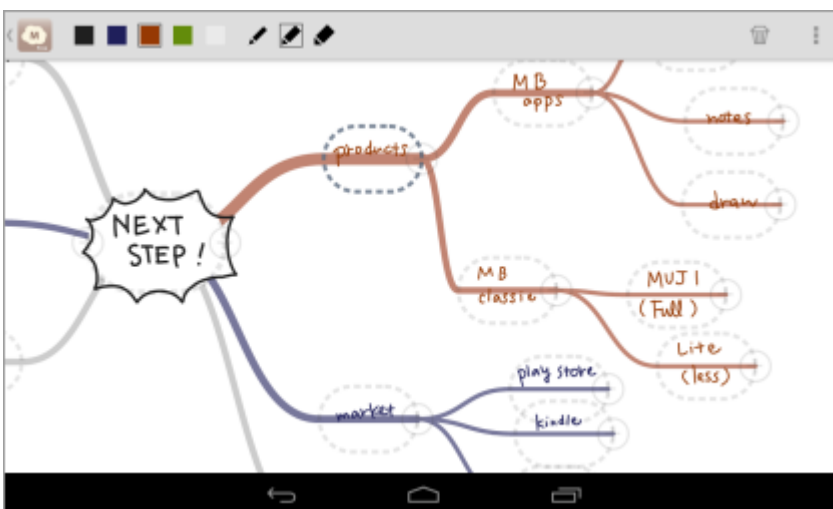 M
NEXT
STEP!
products
MB
apps
notes
draw
MB
classic
MUJI
(Full)
Lite
(less)
market
play store
kindle